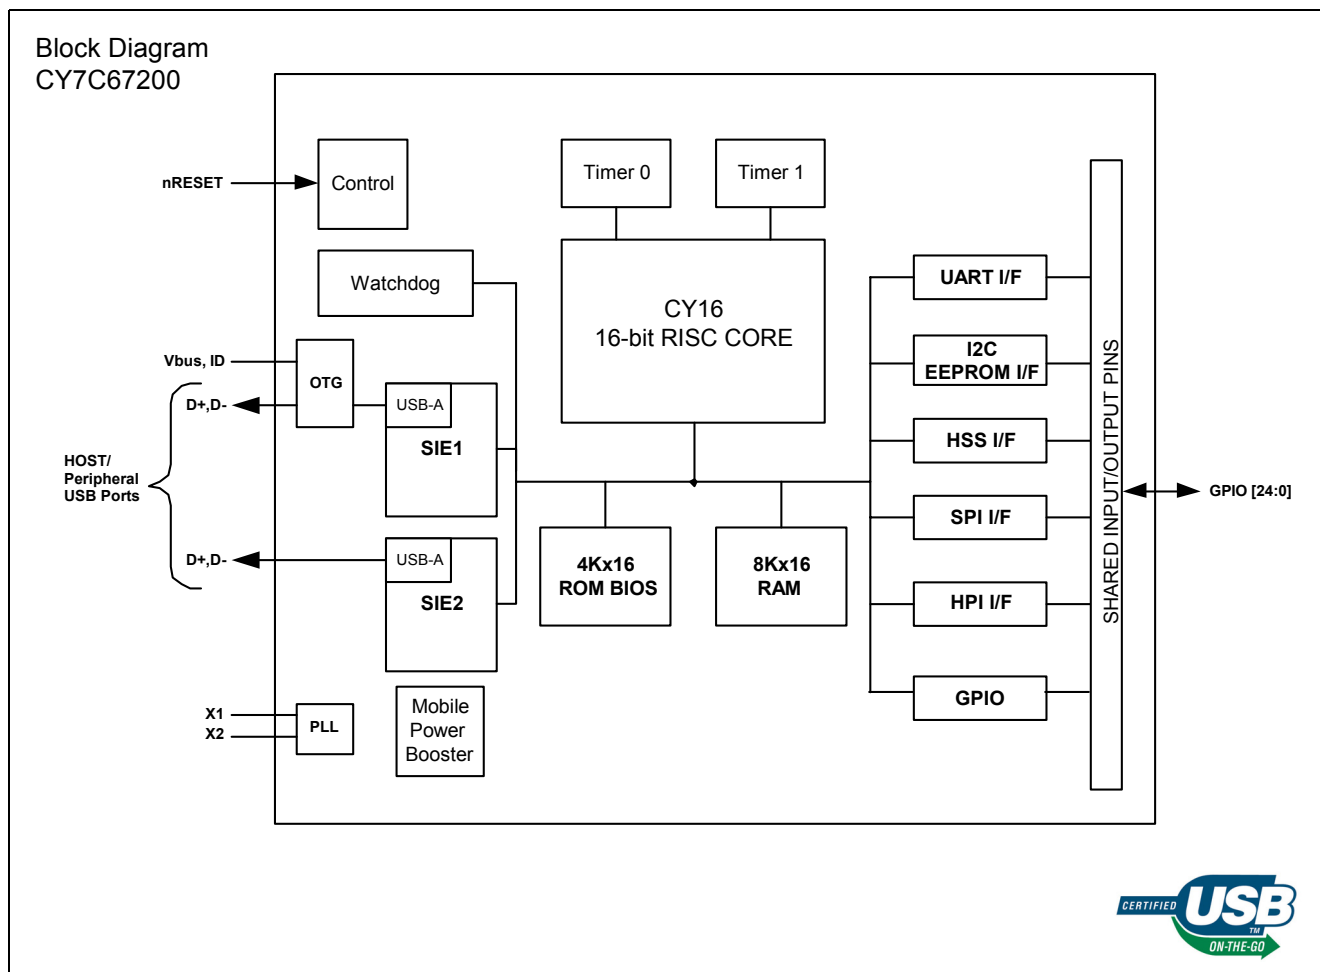 Block Diagram
CY7C67200
nRESET
Control
Timer 0
Timer 1
Watchdog
CY16
16-bit RISC CORE
Vbus, ID
OTG
D+,D-
USB-A
SIE1
HOST/
Peripheral
USB Ports
D+,D-
USB-A
SIE2
4Kx16
ROM BIOS
8Kx16
RAM
X1
X2
PLL
Mobile
Power
Booster
UART I/F
I2C
EEPROM I/F
HSS I/F
SPI I/F
HPI I/F
GPIO
SHARED INPUT/OUTPUT PINS
GPIO [24:0]
CERTIFIED
USB
TM
ON-THE-GO